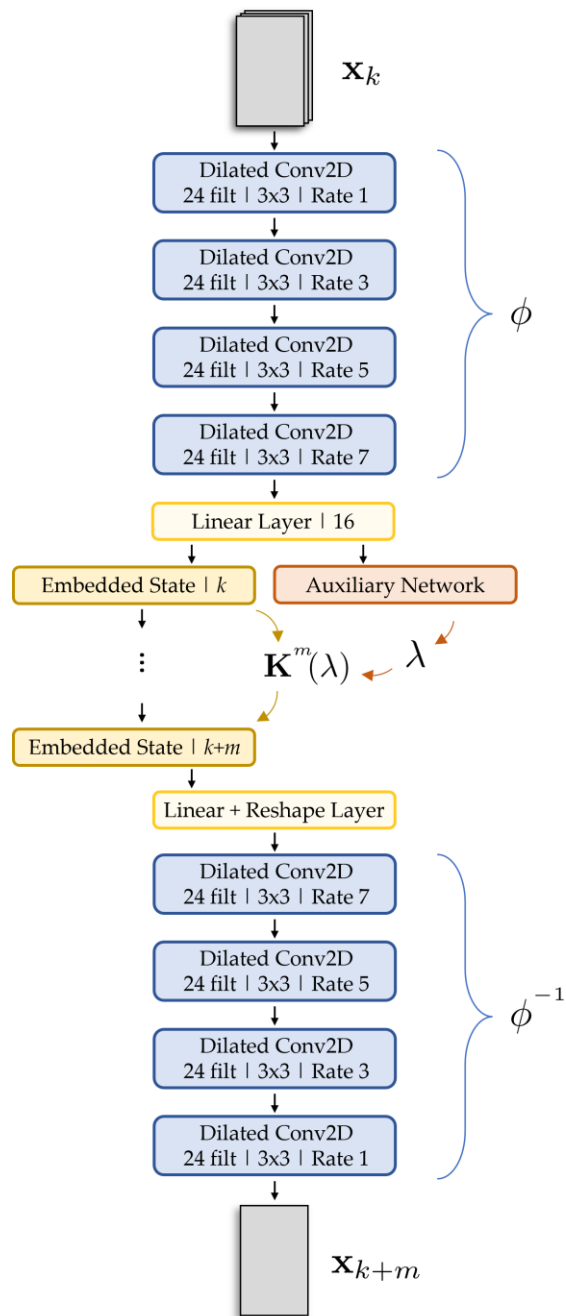 𝐱ₖ
Dilated Conv2D
24 filt | 3x3 | Rate 1
Dilated Conv2D
24 filt | 3x3 | Rate 3
ϕ
Dilated Conv2D
24 filt | 3x3 | Rate 5
Dilated Conv2D
24 filt | 3x3 | Rate 7
Linear Layer | 16
Embedded State | k
Auxiliary Network
⋮
𝐊ᵐ(λ)
λ
Embedded State | k+m
Linear + Reshape Layer
Dilated Conv2D
24 filt | 3x3 | Rate 7
Dilated Conv2D
24 filt | 3x3 | Rate 5
ϕ⁻¹
Dilated Conv2D
24 filt | 3x3 | Rate 3
Dilated Conv2D
24 filt | 3x3 | Rate 1
𝐱ₖ₊ₘ